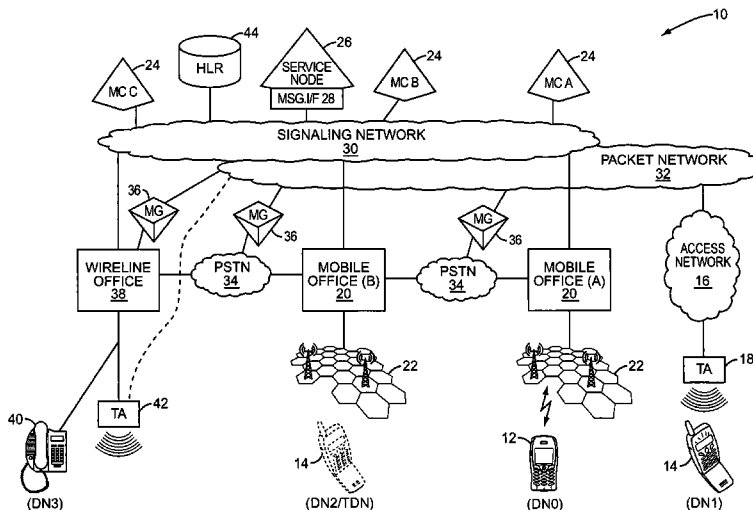 10
44
26
24
HLR
SERVICE
NODE
24
24
MC C
MSG.I/F 28
MC B
MC A
SIGNALING NETWORK
30
PACKET NETWORK
32
36
MG
MG
36
MG
36
WIRELINE
OFFICE
38
PSTN
34
MOBILE
OFFICE (B)
20
PSTN
34
MOBILE
OFFICE (A)
20
ACCESS
NETWORK
16
22
22
TA
18
40
TA
42
14
12
14
(DN3)
(DN2/TDN)
(DN0)
(DN1)